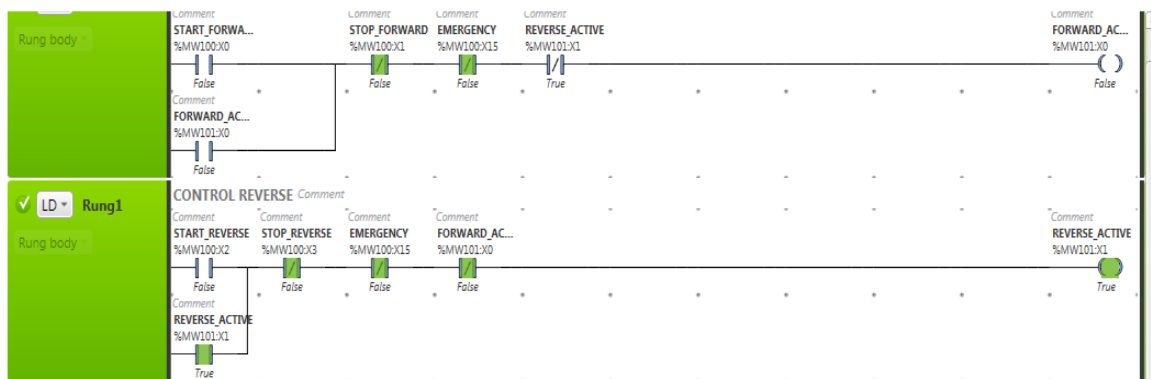 Comment Comment Comment Comment Comment
START_FORWA... STOP_FORWARD EMERGENCY REVERSE_ACTIVE FORWARD_AC...
Rung body
%MW100:X0 %MW100:X1 %MW100:X15 %MW101:X1 %MW101:X0
False False False True False
Comment
FORWARD_AC...
%MW101:X0
False
CONTROL REVERSE Comment
LD Rung1
Comment Comment Comment Comment Comment
START_REVERSE STOP_REVERSE EMERGENCY FORWARD_AC... REVERSE_ACTIVE
Rung body
%MW100:X2 %MW100:X3 %MW100:X15 %MW101:X0 %MW101:X1
False False False False True
Comment
REVERSE_ACTIVE
%MW101:X1
True